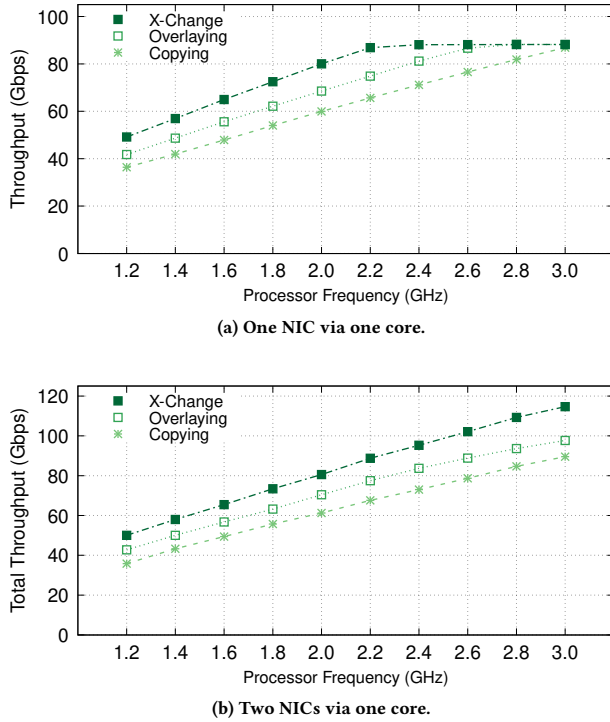 100
80
60
40
20
0
Throughput (Gbps)
X-Change
Overlaying
Copying
1.2 1.4 1.6 1.8 2.0 2.2 2.4 2.6 2.8 3.0
Processor Frequency (GHz)
(a) One NIC via one core.
120
100
80
60
40
20
0
Total Throughput (Gbps)
X-Change
Overlaying
Copying
1.2 1.4 1.6 1.8 2.0 2.2 2.4 2.6 2.8 3.0
Processor Frequency (GHz)
(b) Two NICs via one core.